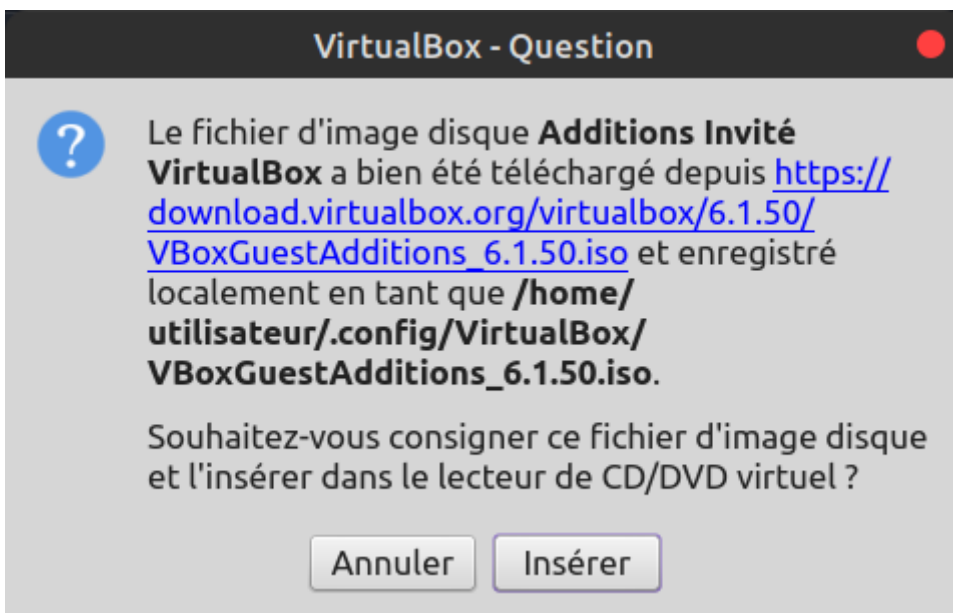 VirtualBox - Question
?
Le fichier d'image disque Additions Invité
VirtualBox a bien été téléchargé depuis https://
download.virtualbox.org/virtualbox/6.1.50/
VBoxGuestAdditions_6.1.50.iso et enregistré
localement en tant que /home/
utilisateur/.config/VirtualBox/
VBoxGuestAdditions_6.1.50.iso.
Souhaitez-vous consigner ce fichier d'image disque
et l'insérer dans le lecteur de CD/DVD virtuel ?
Annuler Insérer